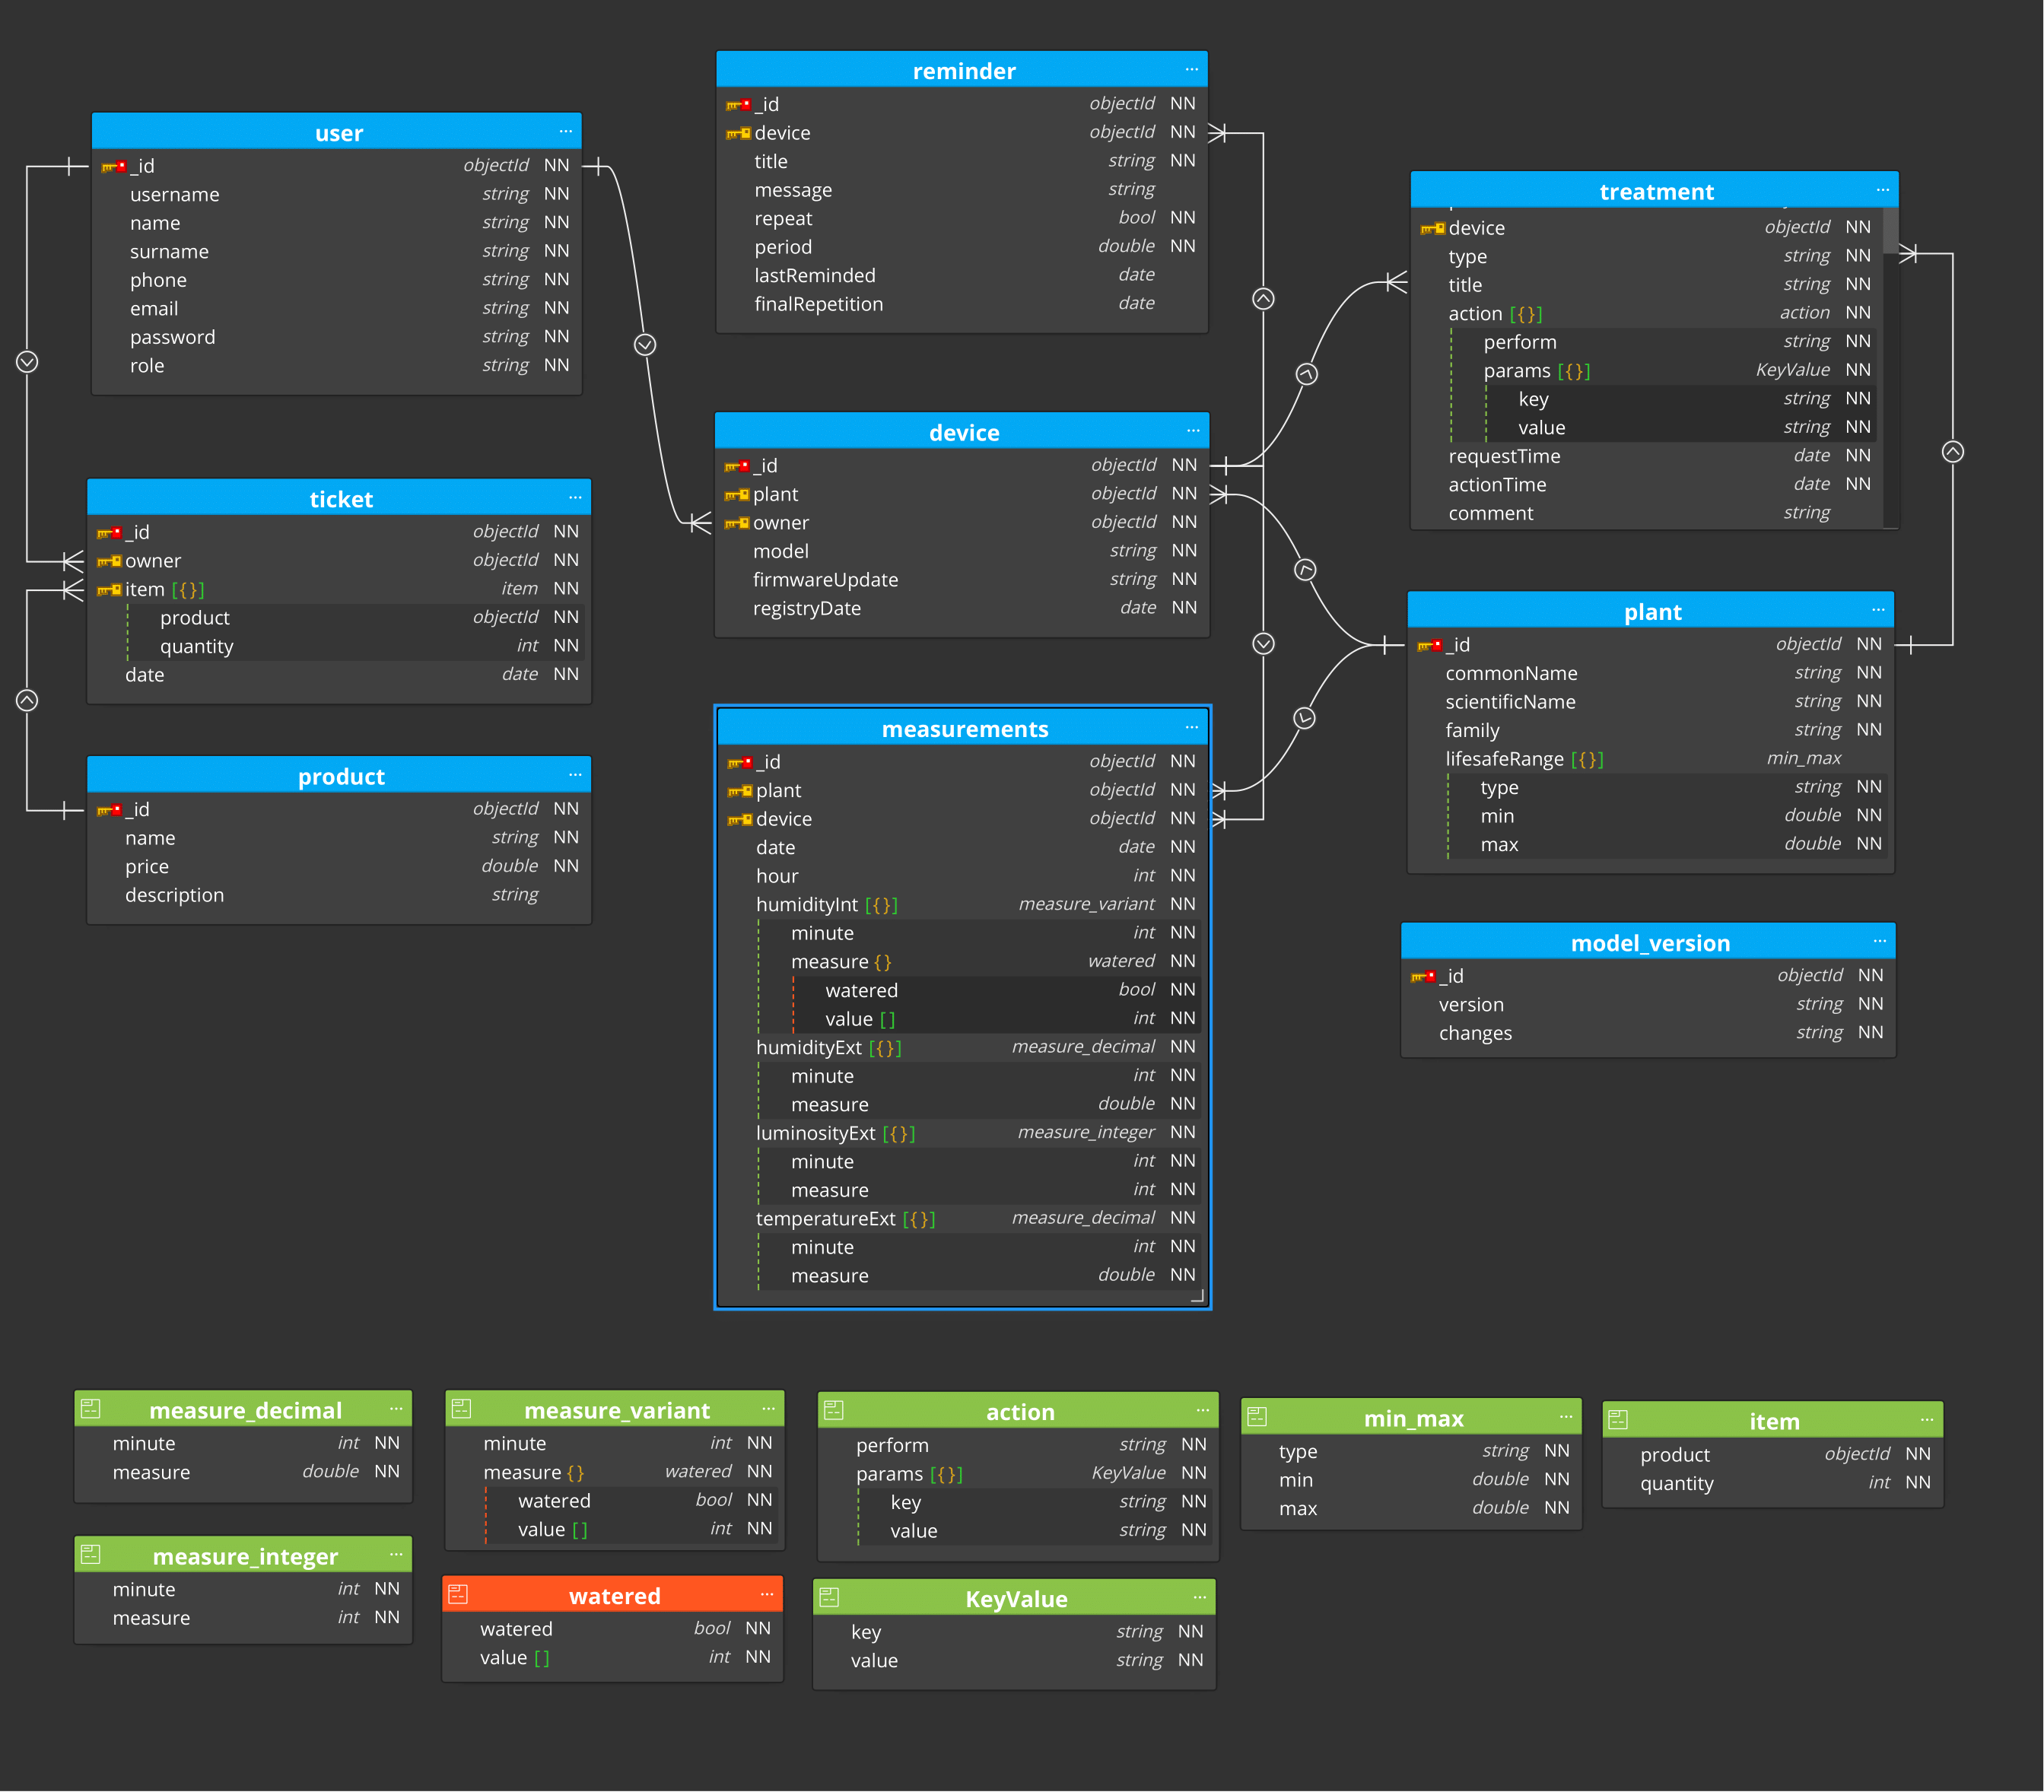 reminder ...
_id objectId NN
device objectId NN
title string NN
message string
repeat bool NN
period double NN
lastReminded date
finalRepetition date
user ...
_id objectId NN
username string NN
name string NN
surname string NN
phone string NN
email string NN
password string NN
role string NN
treatment ...
device objectId NN
type string NN
title string NN
action [{}] action NN
perform string NN
params [{}] KeyValue NN
key string NN
value string NN
requestTime date NN
actionTime date NN
comment string
device ...
_id objectId NN
plant objectId NN
owner objectId NN
model string NN
firmwareUpdate string NN
registryDate date NN
ticket ...
_id objectId NN
owner objectId NN
item [{}] item NN
product objectId NN
quantity int NN
date date NN
plant ...
_id objectId NN
commonName string NN
scientificName string NN
family string NN
lifesafeRange [{}] min_max
type string NN
min double NN
max double NN
measurements ...
_id objectId NN
plant objectId NN
device objectId NN
date date NN
hour int NN
humidityInt [{}] measure_variant NN
minute int NN
measure {} watered NN
watered bool NN
value [] int NN
humidityExt [{}] measure_decimal NN
minute int NN
measure double NN
luminosityExt [{}] measure_integer NN
minute int NN
measure int NN
temperatureExt [{}] measure_decimal NN
minute int NN
measure double NN
product ...
_id objectId NN
name string NN
price double NN
description string
model_version ...
_id objectId NN
version string NN
changes string NN
measure_decimal ...
minute int NN
measure double NN
measure_variant ...
minute int NN
measure {} watered NN
watered bool NN
value [] int NN
action ...
perform string NN
params [{}] KeyValue NN
key string NN
value string NN
min_max ...
type string NN
min double NN
max double NN
item ...
product objectId NN
quantity int NN
measure_integer ...
minute int NN
measure int NN
watered ...
watered bool NN
value [] int NN
KeyValue ...
key string NN
value string NN